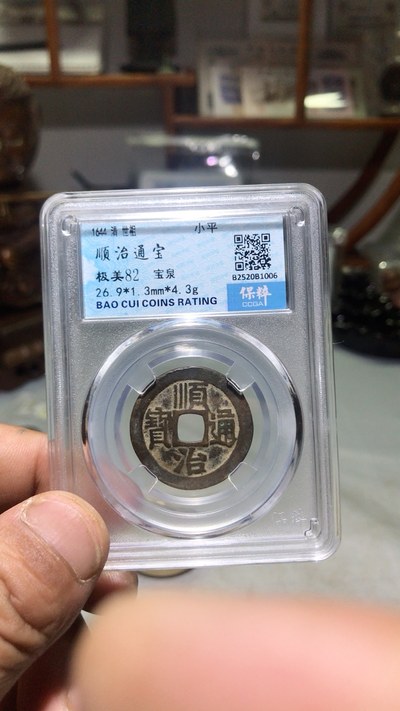 1644 清 世祖 小平
順治通宝
极美82 宝泉
26.9*1.3mm*4.3g
BAO CUI COINS RATING
B2520B1006
保粹
CCGA
順治通寶